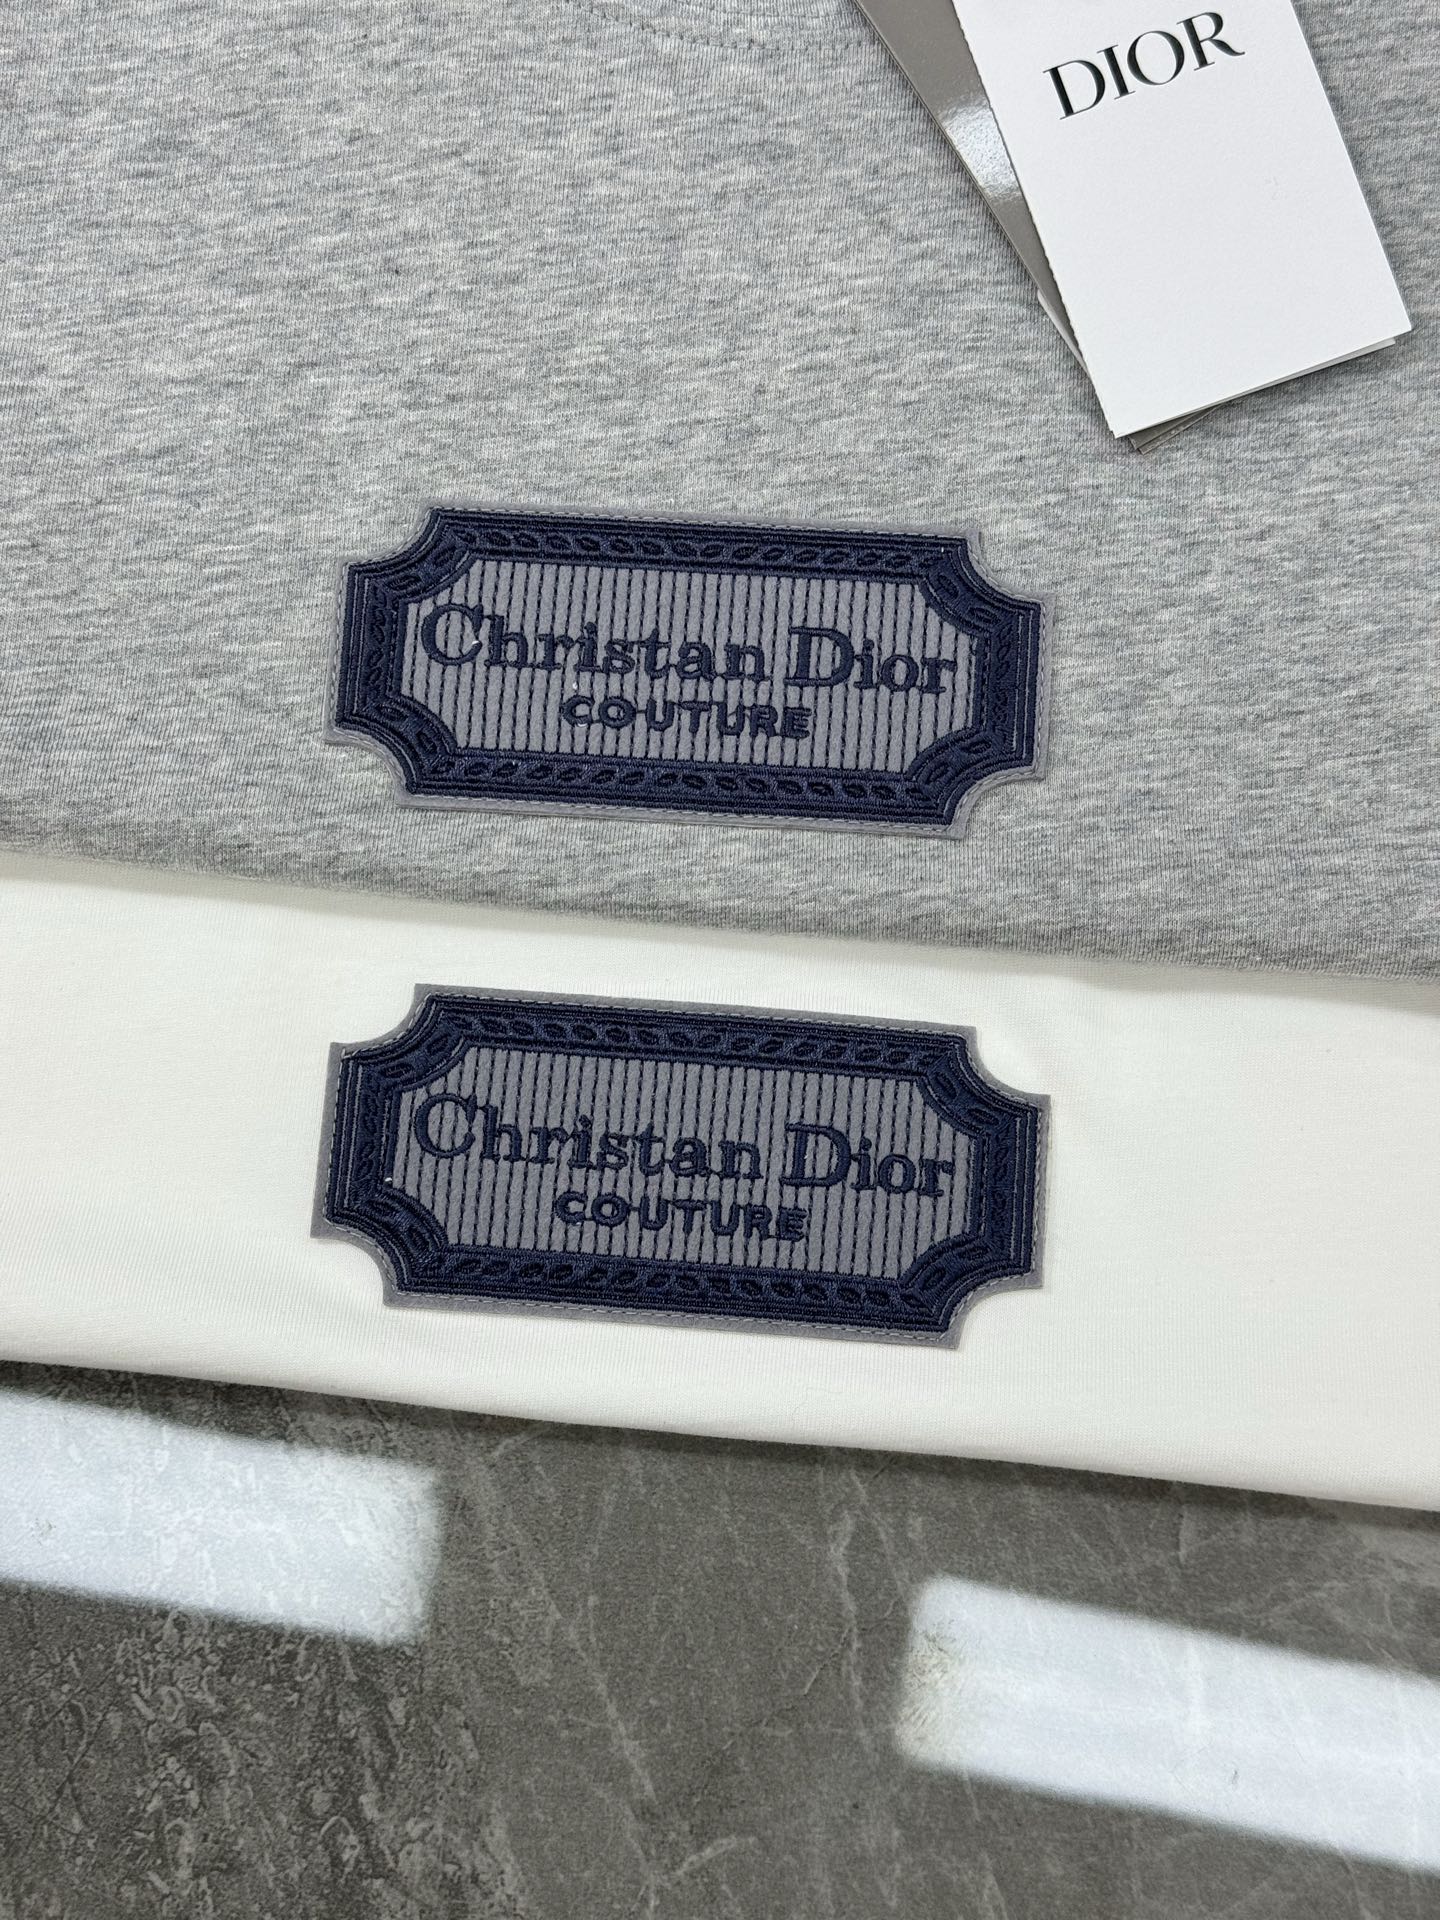 DIOR
Christan Dior
COUTURE
Christan Dior
COUTURE